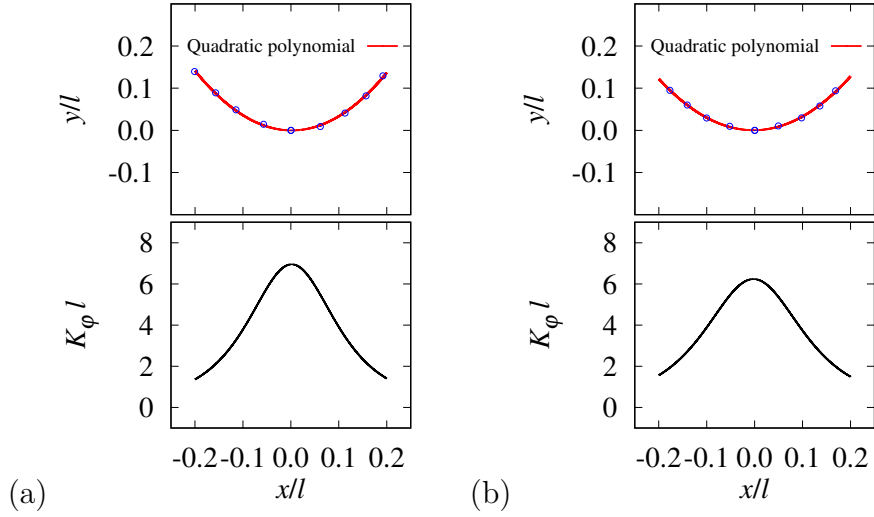 Quadratic polynomial
0.2
0.1
0.0
-0.1
y/l
8
6
4
2
0
K_φ l
-0.2 -0.1 0.0 0.1 0.2
x/l
(a)
Quadratic polynomial
0.2
0.1
0.0
-0.1
y/l
8
6
4
2
0
K_φ l
-0.2 -0.1 0.0 0.1 0.2
x/l
(b)